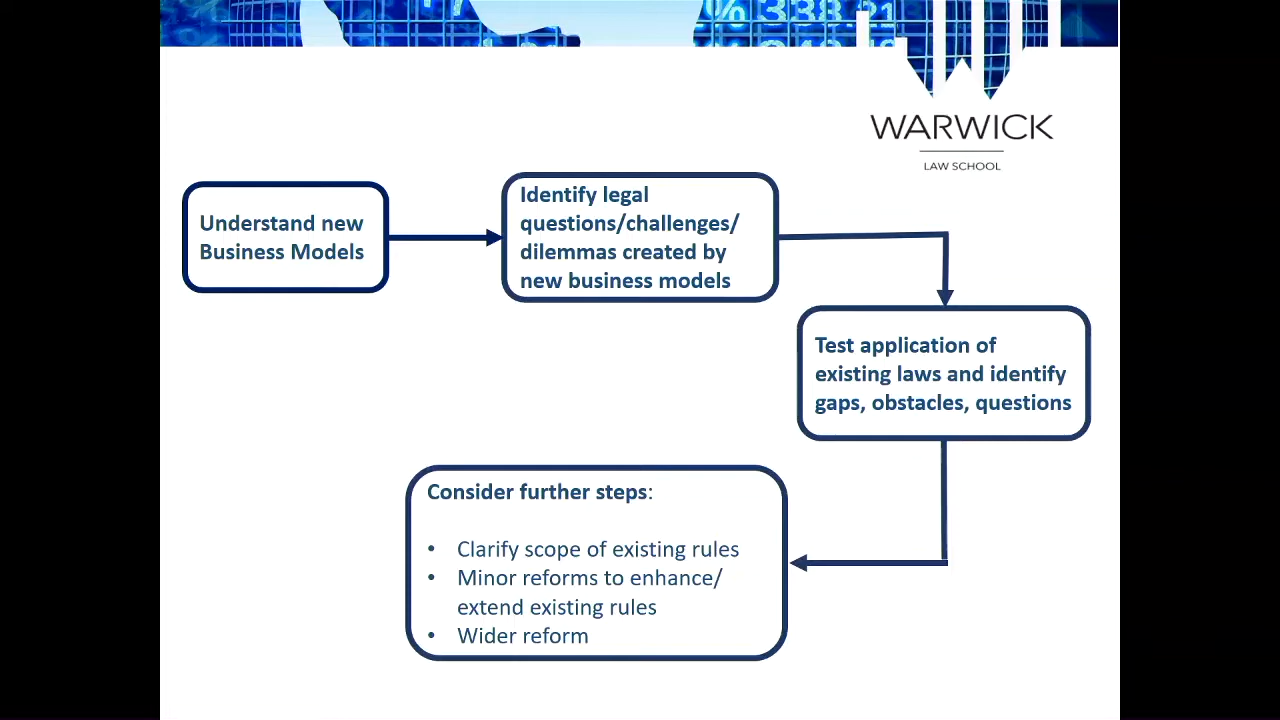 % 338.21
WARWICK
LAW SCHOOL
Understand new
Business Models
Identify legal
questions/challenges/
dilemmas created by
new business models
Test application of
existing laws and identify
gaps, obstacles, questions
Consider further steps:
• Clarify scope of existing rules
• Minor reforms to enhance/
extend existing rules
• Wider reform